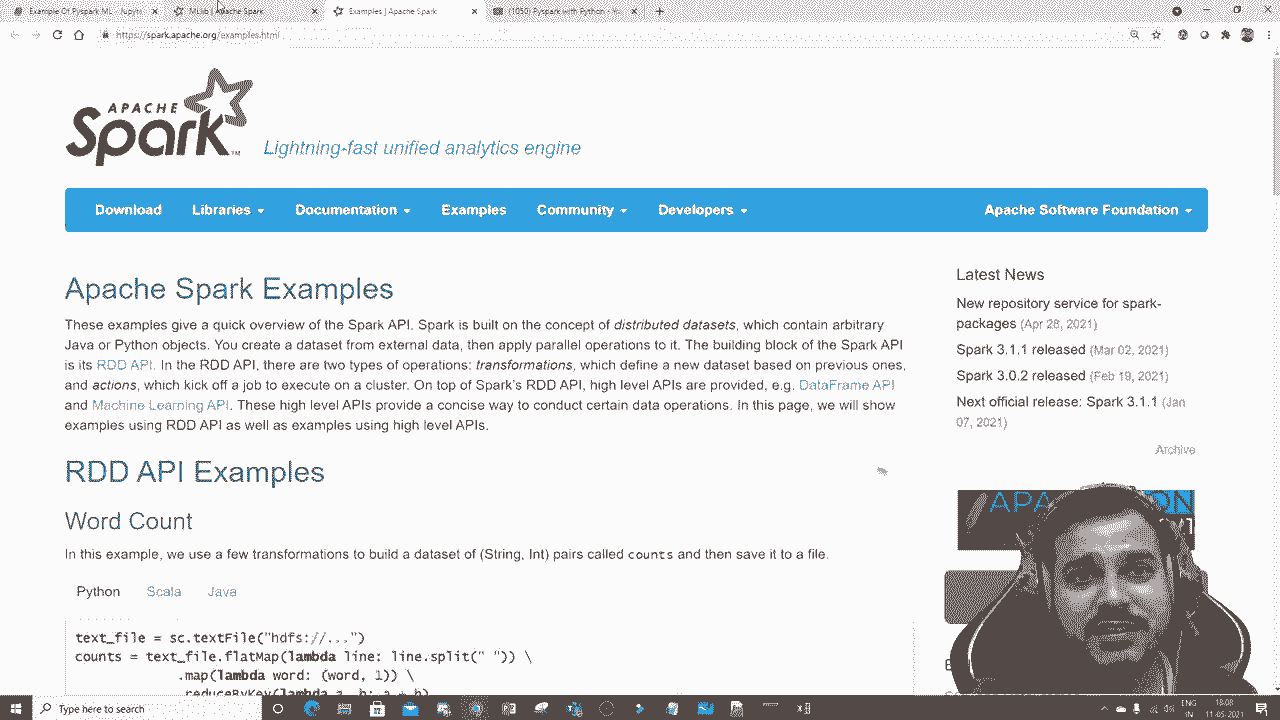 Example Of Pyspark ML - Jupyte
MLlib | Apache Spark
Examples | Apache Spark
(1050) Pyspark with Python - Yo
https://spark.apache.org/examples.html
APACHE
Spark
TM
Lightning-fast unified analytics engine
Download Libraries Documentation Examples Community Developers Apache Software Foundation
Apache Spark Examples
These examples give a quick overview of the Spark API. Spark is built on the concept of distributed datasets, which contain arbitrary
Java or Python objects. You create a dataset from external data, then apply parallel operations to it. The building block of the Spark API
is its RDD API. In the RDD API, there are two types of operations: transformations, which define a new dataset based on previous ones,
and actions, which kick off a job to execute on a cluster. On top of Spark's RDD API, high level APIs are provided, e.g. DataFrame API
and Machine Learning API. These high level APIs provide a concise way to conduct certain data operations. In this page, we will show
examples using RDD API as well as examples using high level APIs.
RDD API Examples
Word Count
In this example, we use a few transformations to build a dataset of (String, Int) pairs called counts and then save it to a file.
Python Scala Java
text_file = sc.textFile("hdfs://...")
counts = text_file.flatMap(lambda line: line.split(" ")) \
.map(lambda word: (word, 1)) \
.reduceByKey(lambda a, b: a + b)
Latest News
New repository service for spark-
packages (Apr 28, 2021)
Spark 3.1.1 released (Mar 02, 2021)
Spark 3.0.2 released (Feb 19, 2021)
Next official release: Spark 3.1.1 (Jan
07, 2021)
Archive
Type here to search
ENG
IN
18:08
11-05-2021